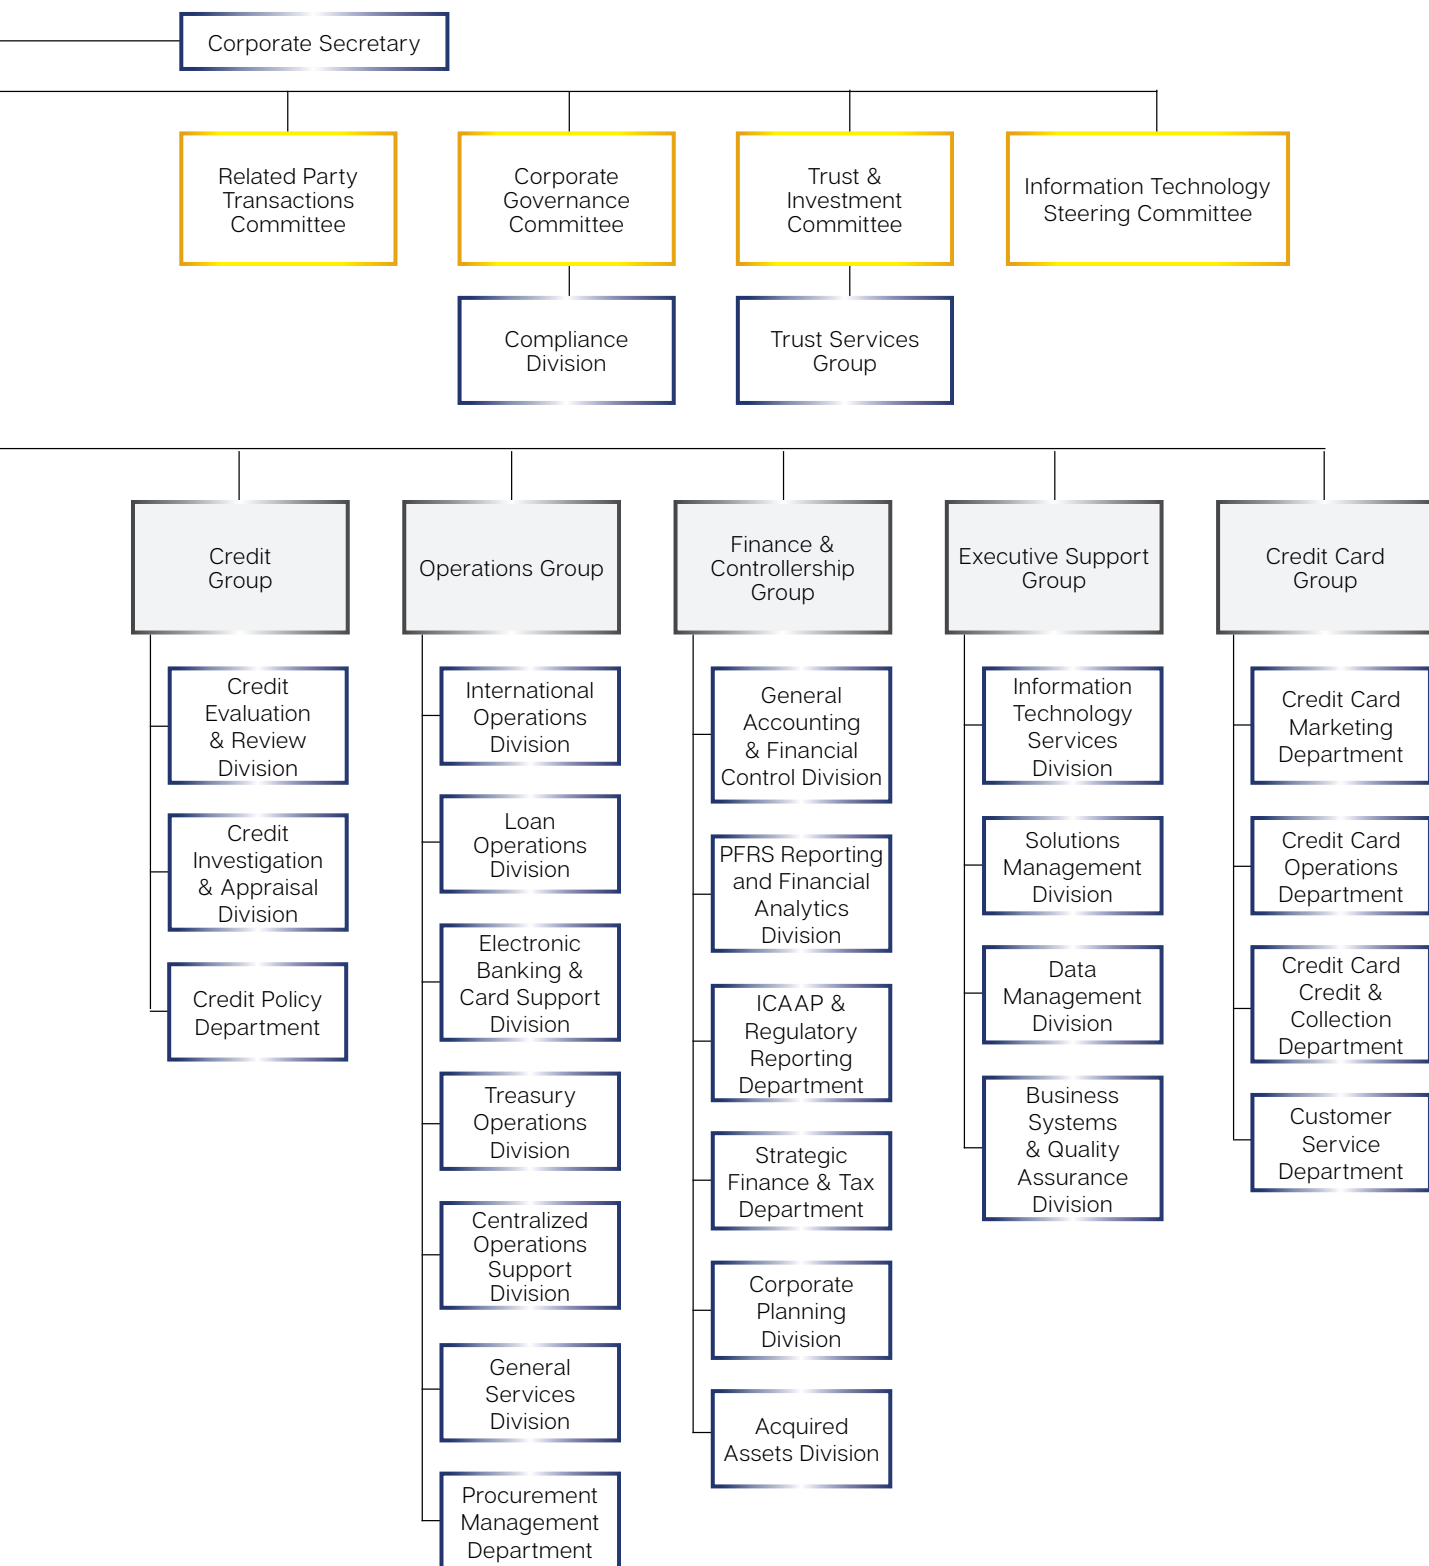 Corporate Secretary
Related Party
Transactions
Committee
Corporate
Governance
Committee
Trust &
Investment
Committee
Information Technology
Steering Committee
Compliance
Division
Trust Services
Group
Credit
Group
Operations Group
Finance &
Controllership
Group
Executive Support
Group
Credit Card
Group
Credit
Evaluation
& Review
Division
Credit
Investigation
& Appraisal
Division
Credit Policy
Department
International
Operations
Division
Loan
Operations
Division
Electronic
Banking &
Card Support
Division
Treasury
Operations
Division
Centralized
Operations
Support
Division
General
Services
Division
Procurement
Management
Department
General
Accounting
& Financial
Control Division
PFRS Reporting
and Financial
Analytics
Division
ICAAP &
Regulatory
Reporting
Department
Strategic
Finance & Tax
Department
Corporate
Planning
Division
Acquired
Assets Division
Information
Technology
Services
Division
Solutions
Management
Division
Data
Management
Division
Business
Systems
& Quality
Assurance
Division
Credit Card
Marketing
Department
Credit Card
Operations
Department
Credit Card
Credit &
Collection
Department
Customer
Service
Department